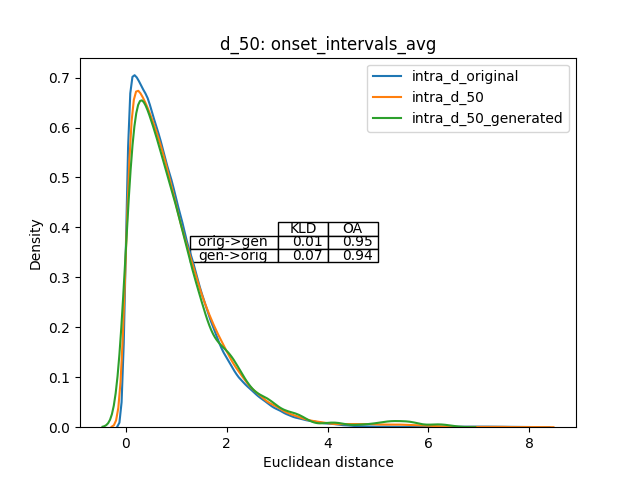 d_50: onset_intervals_avg
intra_d_original
intra_d_50
intra_d_50_generated
KLD OA
orig->gen 0.01 0.95
gen->orig 0.07 0.94
Density
0.7
0.6
0.5
0.4
0.3
0.2
0.1
0.0
0 2 4 6 8
Euclidean distance